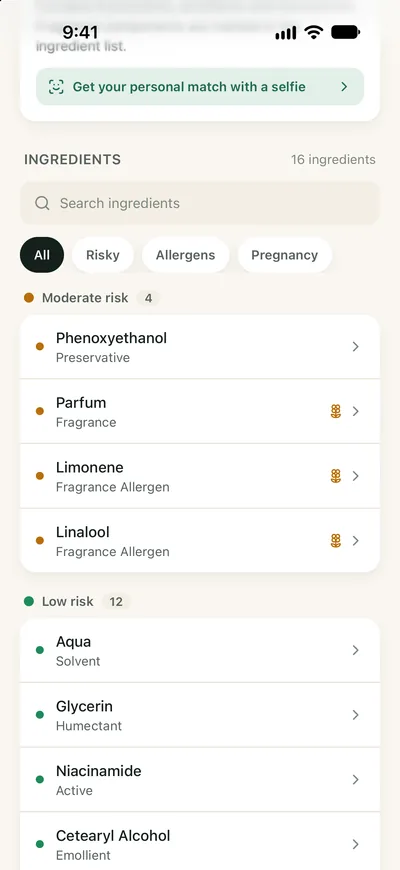 9:41
ingredient list.
Get your personal match with a selfie
INGREDIENTS
16 ingredients
Search ingredients
All
Risky
Allergens
Pregnancy
Moderate risk
4
Phenoxyethanol
Preservative
Parfum
Fragrance
Limonene
Fragrance Allergen
Linalool
Fragrance Allergen
Low risk
12
Aqua
Solvent
Glycerin
Humectant
Niacinamide
Active
Cetearyl Alcohol
Emollient